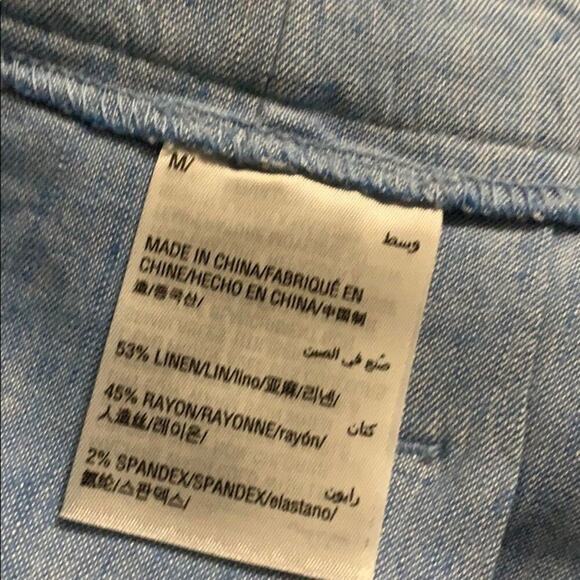 M/
وسط
MADE IN CHINA/FABRIQUÉ EN
CHINE/HECHO EN CHINA/中国制
造/중국산/
صنع في الصين
53% LINEN/LIN/lino/亚麻/리넨/
كتان
45% RAYON/RAYONNE/rayón/
人造丝/레이온/
رايون
2% SPANDEX/SPANDEX/elastano/
氨纶/스판덱스/